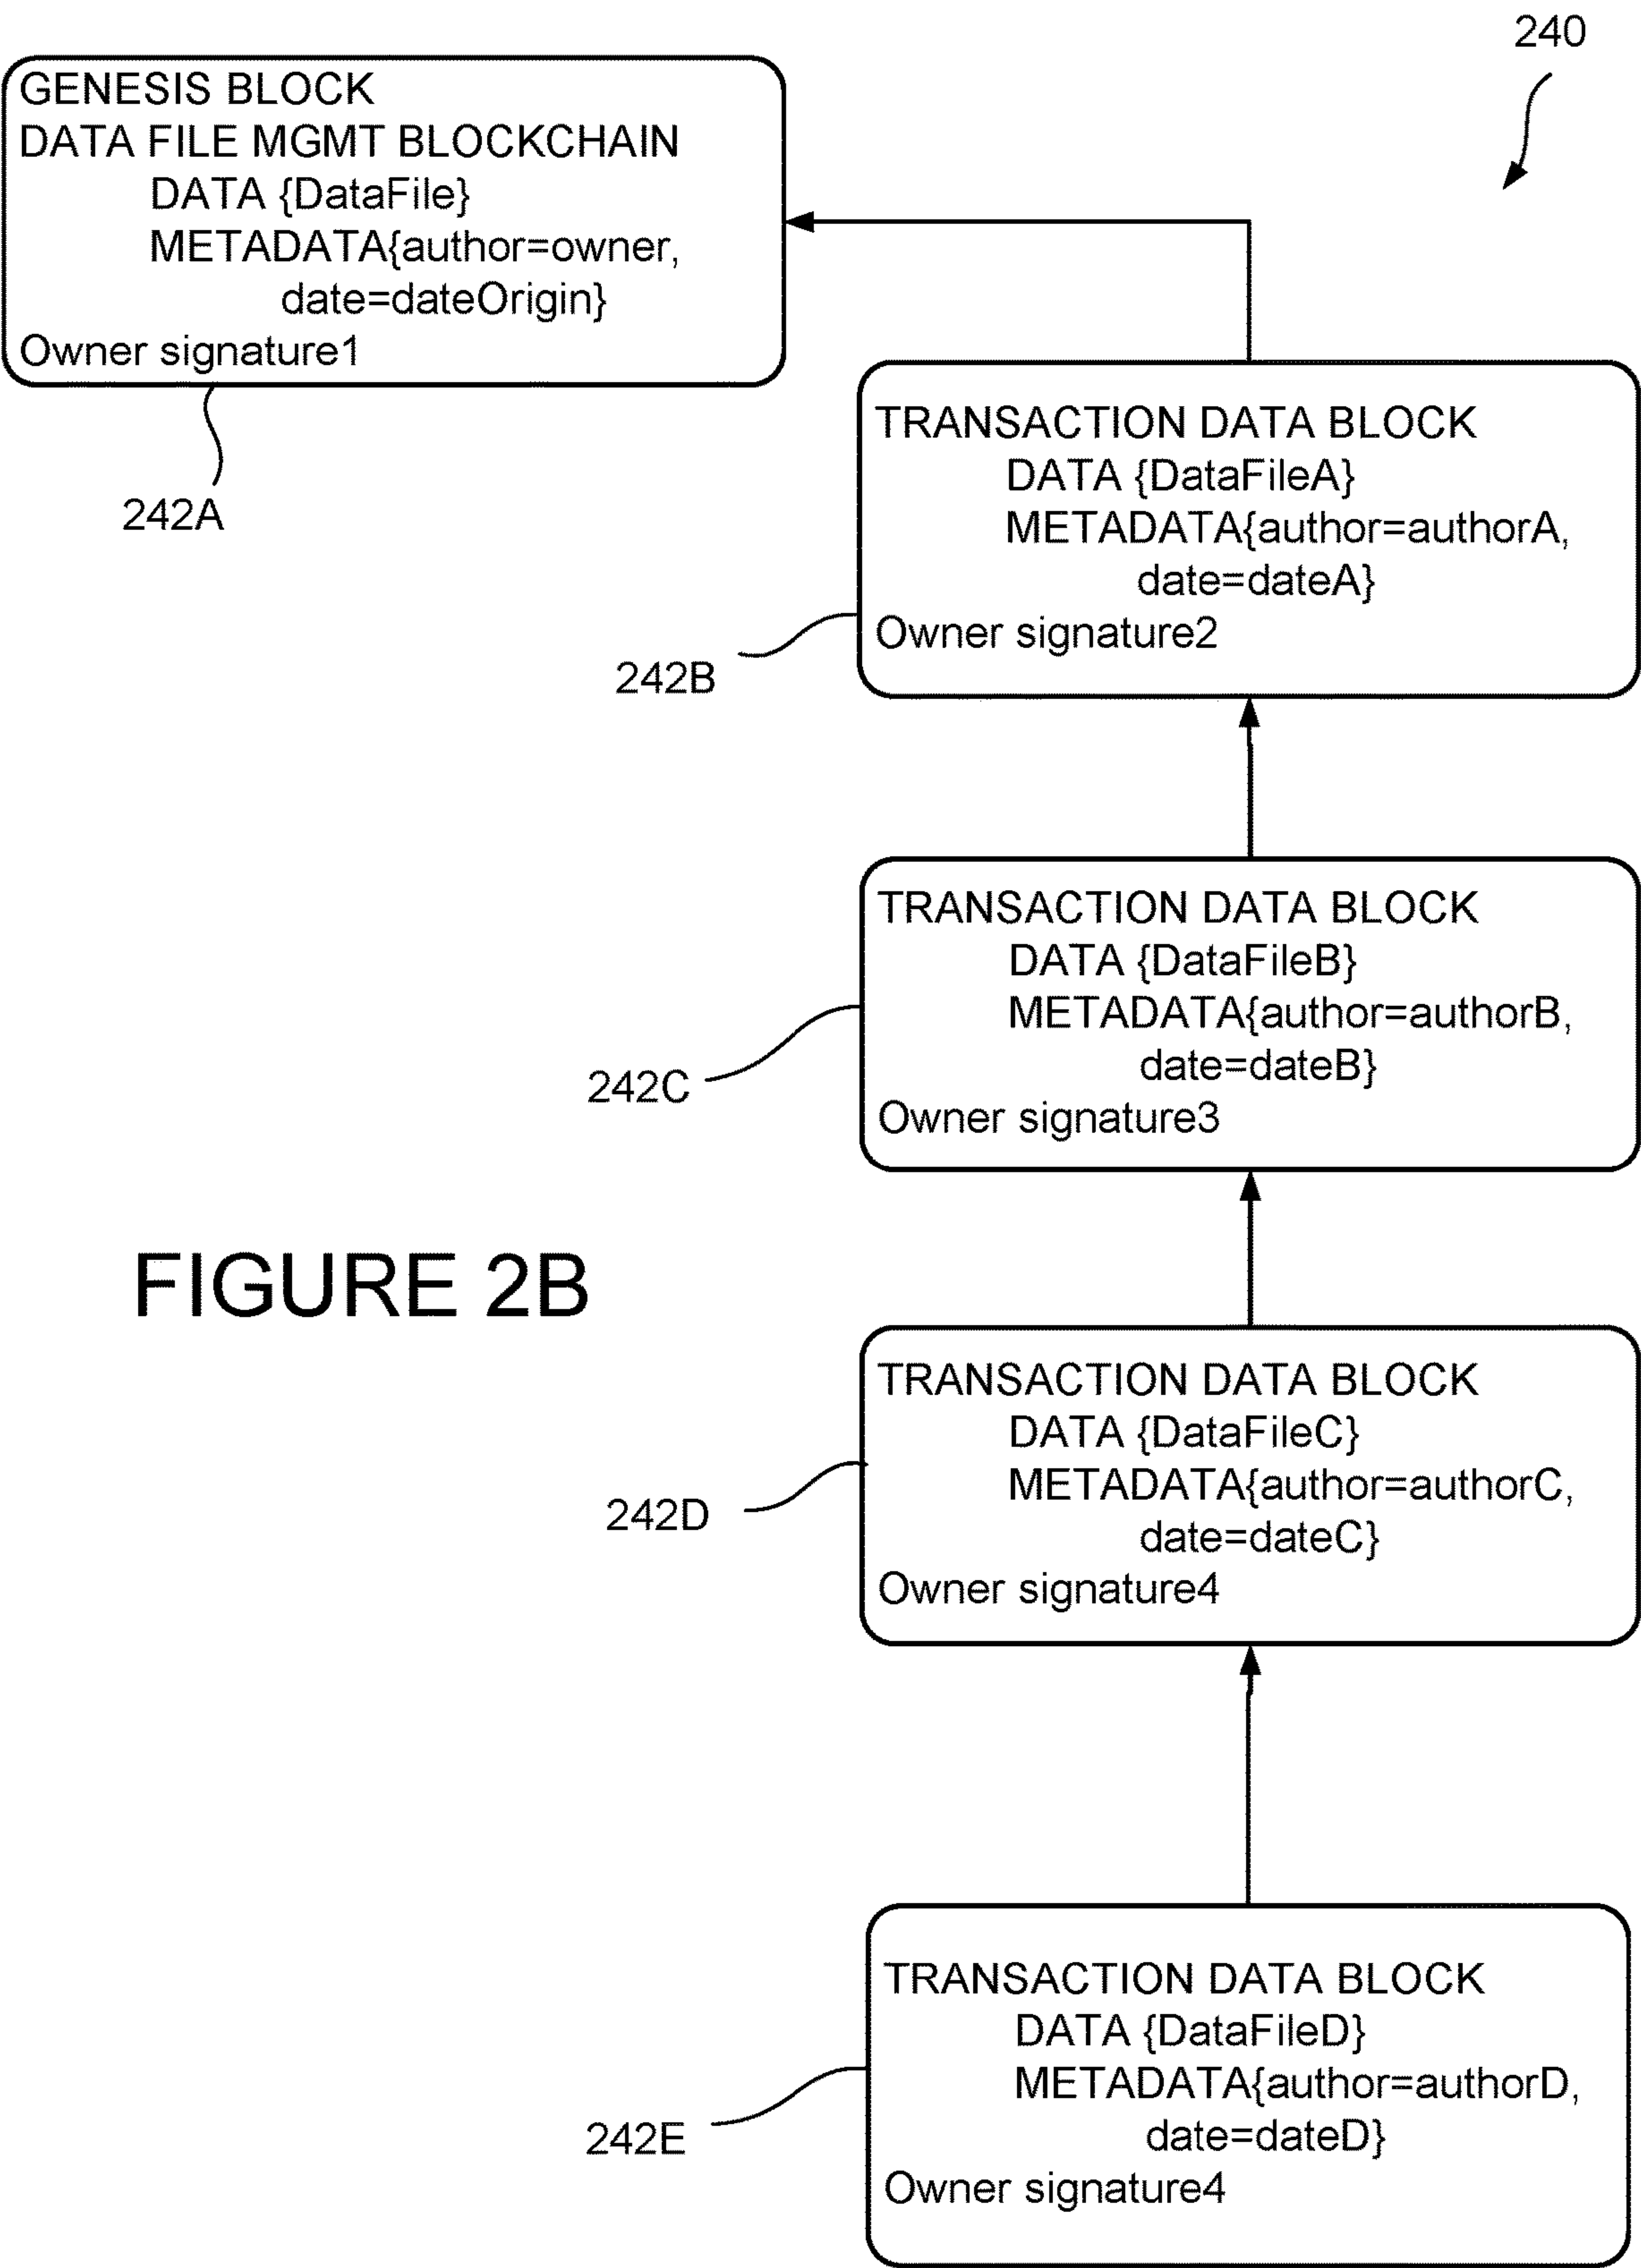 240
GENESIS BLOCK
DATA FILE MGMT BLOCKCHAIN
DATA {DataFile}
METADATA{author=owner,
date=dateOrigin}
Owner signature1
242A
TRANSACTION DATA BLOCK
DATA {DataFileA}
METADATA{author=authorA,
date=dateA}
Owner signature2
242B
TRANSACTION DATA BLOCK
DATA {DataFileB}
METADATA{author=authorB,
date=dateB}
Owner signature3
242C
FIGURE 2B
TRANSACTION DATA BLOCK
DATA {DataFileC}
METADATA{author=authorC,
date=dateC}
Owner signature4
242D
TRANSACTION DATA BLOCK
DATA {DataFileD}
METADATA{author=authorD,
date=dateD}
Owner signature4
242E